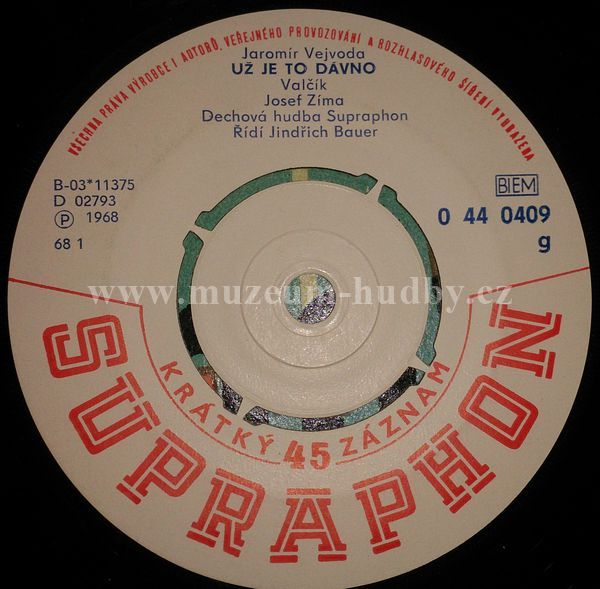 VŠECHNA PRÁVA VÝROBCE I AUTORŮ, VEŘEJNÉHO PROVOZOVÁNÍ A ROZHLASOVÉHO ŠÍŘENÍ VYHRAŽENA
Jaromír Vejvoda
UŽ JE TO DÁVNO
Valčík
Josef Zíma
Dechová hudba Supraphon
Řídí Jindřich Bauer
B-03*11375
D 02793
Ⓟ 1968
68 1
BIEM
0 44 0409
g
www.muzeum-hudby.cz
KRÁTKÝ 45 ZÁZNAM
SUPRAPHON